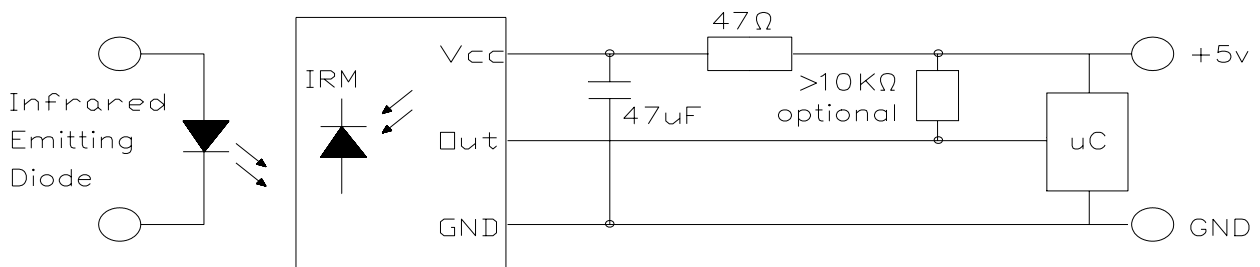 Infrared
Emitting
Diode
IRM
Vcc
Out
GND
47Ω
47uF
>10KΩ
optional
uC
+5v
GND